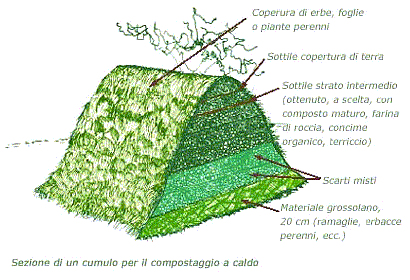 Coperura di erbe, foglie
o piante perenni
Sottile copertura di terra
Sottile strato intermedio
(ottenuto, a scelta, con
composto maturo, farina
di roccia, concime
organico, terriccio)
Scarti misti
Materiale grossolano,
20 cm (ramaglie, erbacce
perenni, ecc.)
Sezione di un cumulo per il compostaggio a caldo